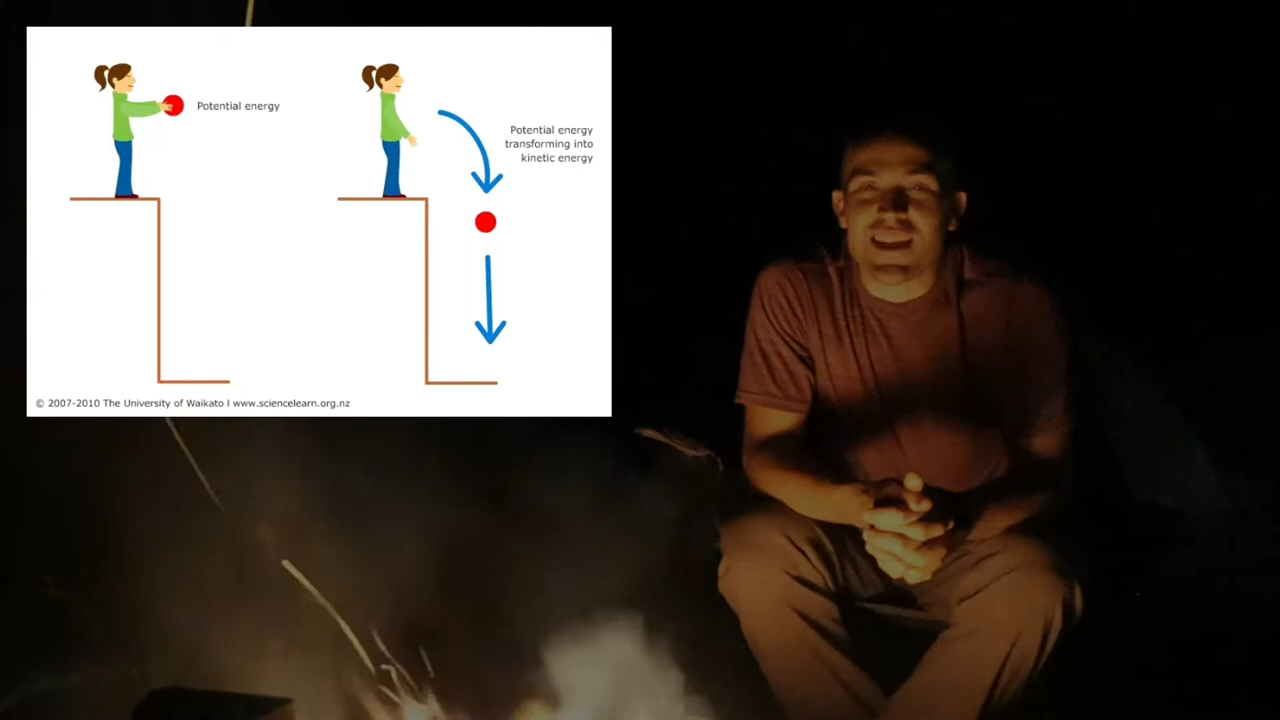 Potential energy
Potential energy
transforming into
kinetic energy
© 2007-2010 The University of Waikato l www.sciencelearn.org.nz